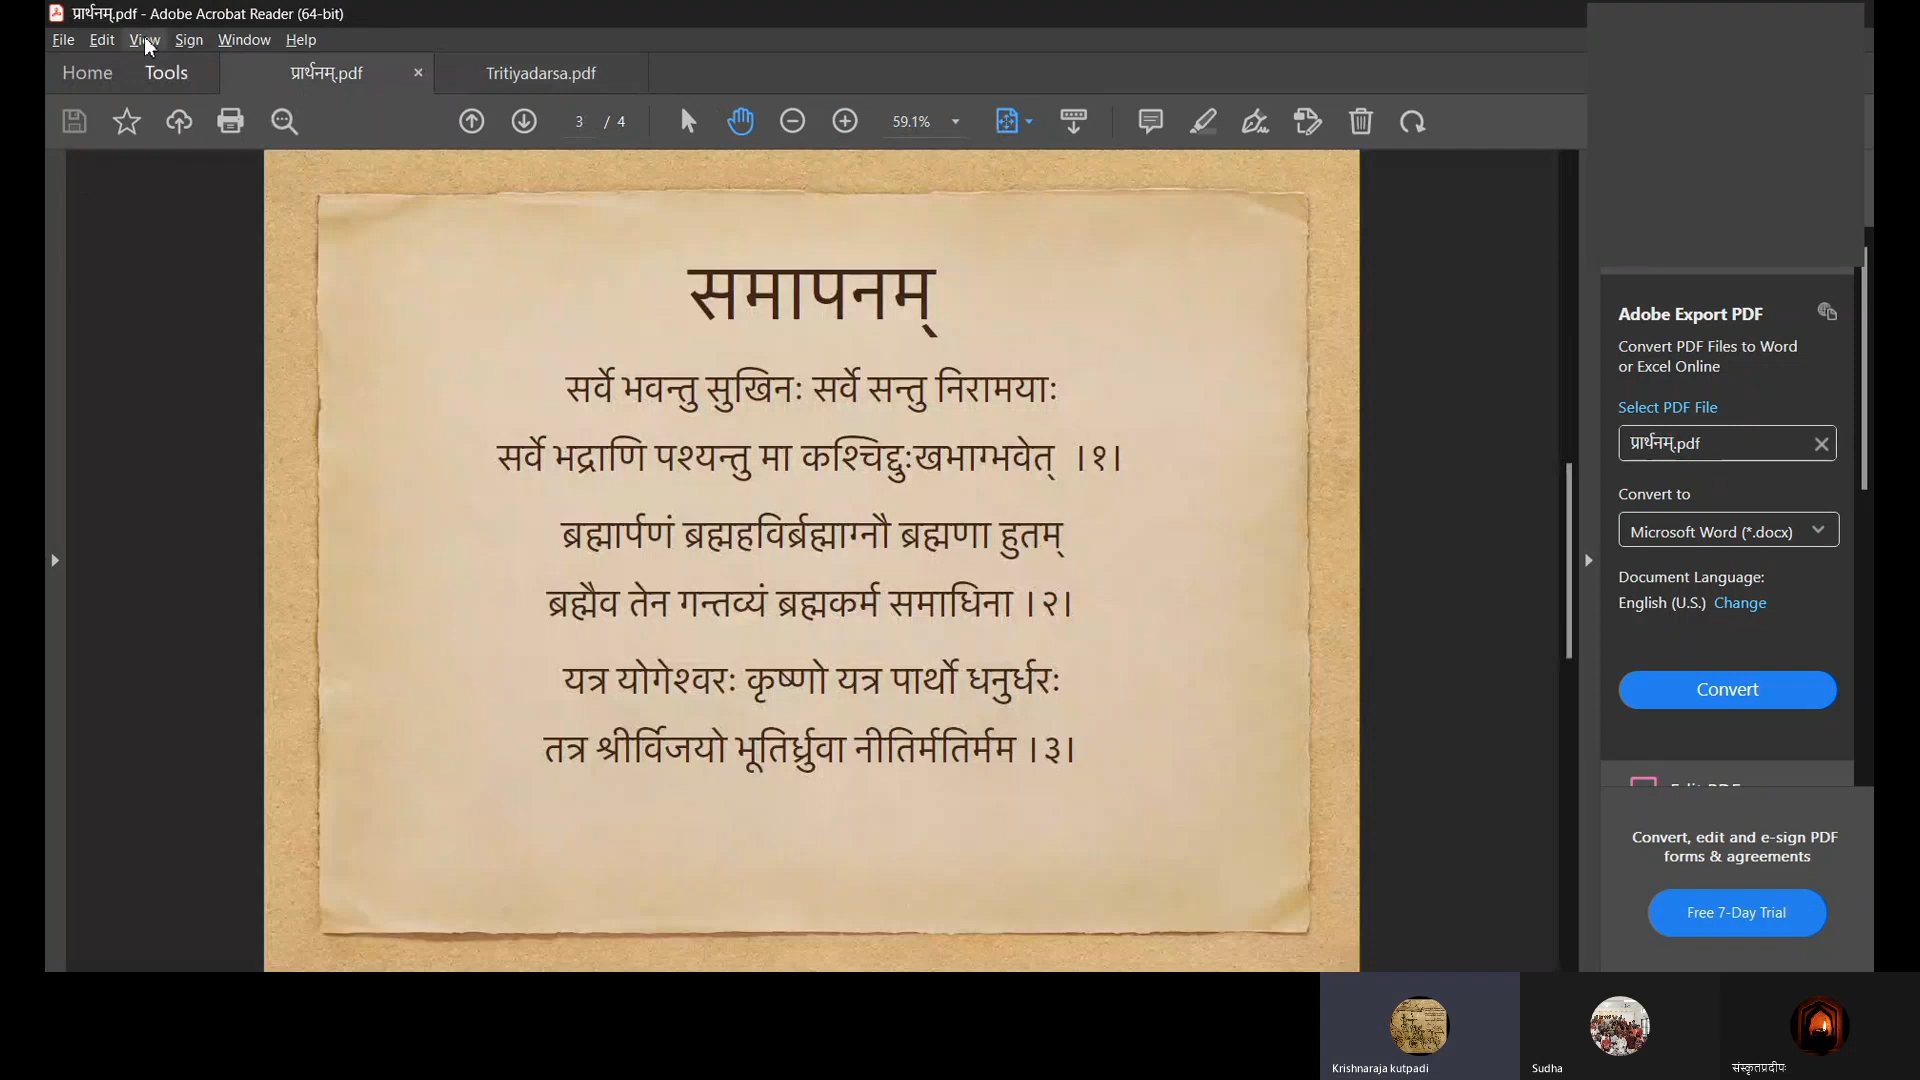 प्रार्थनम्.pdf - Adobe Acrobat Reader (64-bit)
File Edit View Sign Window Help
Home Tools प्रार्थनम्.pdf × Tritiyadarsa.pdf
3 / 4 59.1%
समापनम्
सर्वे भवन्तु सुखिनः सर्वे सन्तु निरामयाः
सर्वे भद्राणि पश्यन्तु मा कश्चिद्दुःखभाग्भवेत् ।१।
ब्रह्मार्पणं ब्रह्महविर्ब्रह्माग्नौ ब्रह्मणा हुतम्
ब्रह्मैव तेन गन्तव्यं ब्रह्मकर्म समाधिना ।२।
यत्र योगेश्वरः कृष्णो यत्र पार्थो धनुर्धरः
तत्र श्रीर्विजयो भूतिर्ध्रुवा नीतिर्मतिर्मम ।३।
Adobe Export PDF
Convert PDF Files to Word
or Excel Online
Select PDF File
प्रार्थनम्.pdf
Convert to
Microsoft Word (*.docx)
Document Language:
English (U.S.) Change
Convert
Edit PDF
Convert, edit and e-sign PDF
forms & agreements
Free 7-Day Trial
Krishnaraja kutpadi
Sudha
संस्कृतप्रदीपः